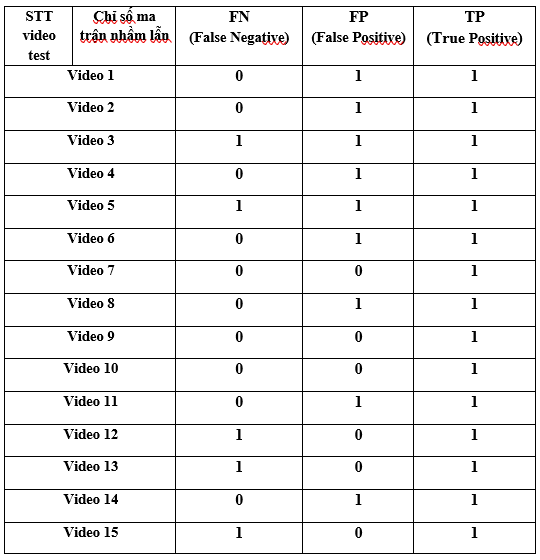 STT video test | Chỉ số ma trận nhầm lẫn | FN (False Negative) | FP (False Positive) | TP (True Positive)
Video 1 0 1 1
Video 2 0 1 1
Video 3 1 1 1
Video 4 0 1 1
Video 5 1 1 1
Video 6 0 1 1
Video 7 0 0 1
Video 8 0 1 1
Video 9 0 0 1
Video 10 0 0 1
Video 11 0 1 1
Video 12 1 0 1
Video 13 1 0 1
Video 14 0 1 1
Video 15 1 0 1